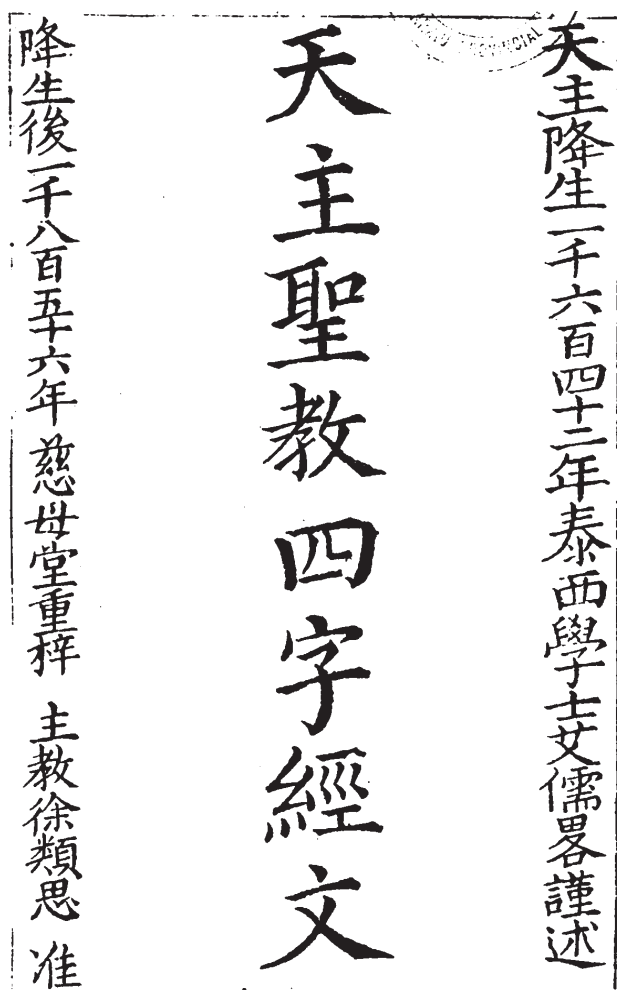 天主降生一千六百四十二年泰西學士艾儒畧謹述
天主聖教四字經文
降生後一千八百五十六年 慈母堂重梓 主教徐類思 准
PROVINCIAL